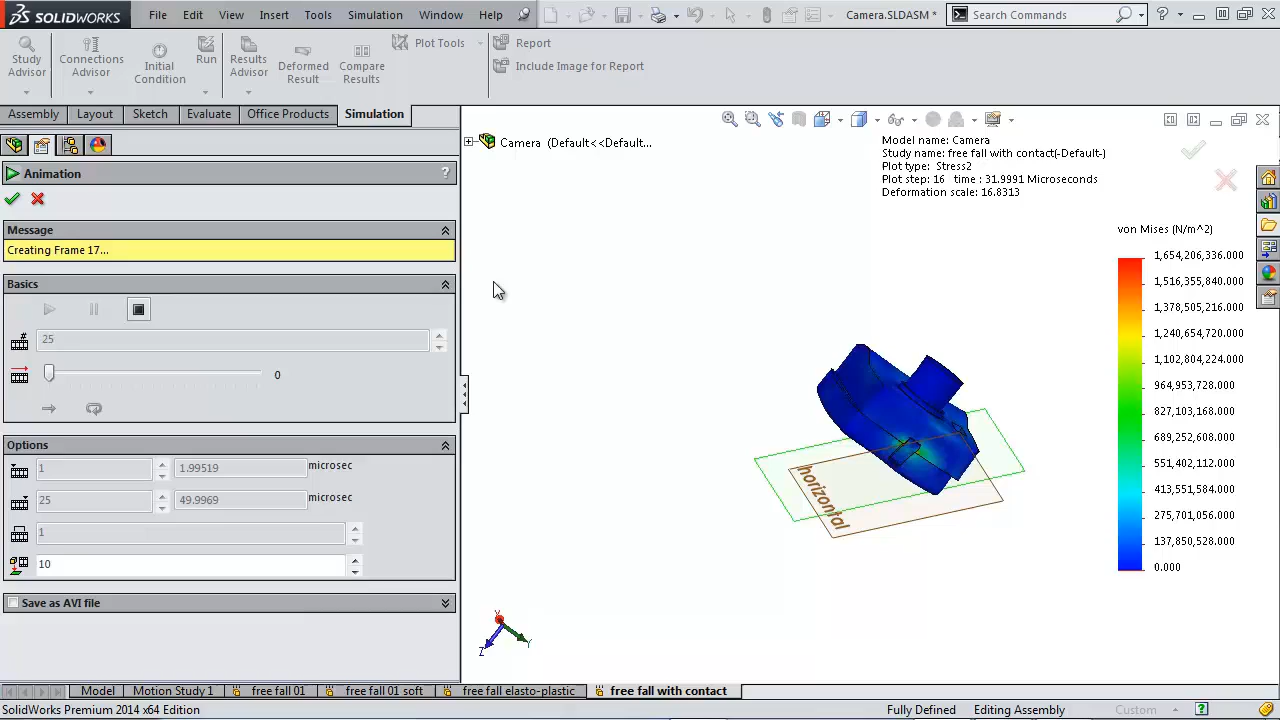 SOLIDWORKS File Edit View Insert Tools Simulation Window Help Camera.SLDASM * Search Commands
Study Advisor
Connections Advisor
Initial Condition
Run
Results Advisor
Deformed Result
Compare Results
Plot Tools
Report
Include Image for Report
Assembly Layout Sketch Evaluate Office Products Simulation
Animation ?
Message
Creating Frame 17...
Basics
25
0
Options
1 1.99519 microsec
25 49.9969 microsec
1
10
Save as AVI file
Camera (Default<<Default...
Model name: Camera
Study name: free fall with contact(-Default-)
Plot type: Stress2
Plot step: 16 time : 31.9991 Microseconds
Deformation scale: 16.8313
von Mises (N/m^2)
1,654,206,336.000
1,516,355,840.000
1,378,505,216.000
1,240,654,720.000
1,102,804,224.000
964,953,728.000
827,103,168.000
689,252,608.000
551,402,112.000
413,551,584.000
275,701,056.000
137,850,528.000
0.000
horizontal
Y
Y
Z
Model Motion Study 1 free fall 01 free fall 01 soft free fall elasto-plastic free fall with contact
SolidWorks Premium 2014 x64 Edition Fully Defined Editing Assembly Custom